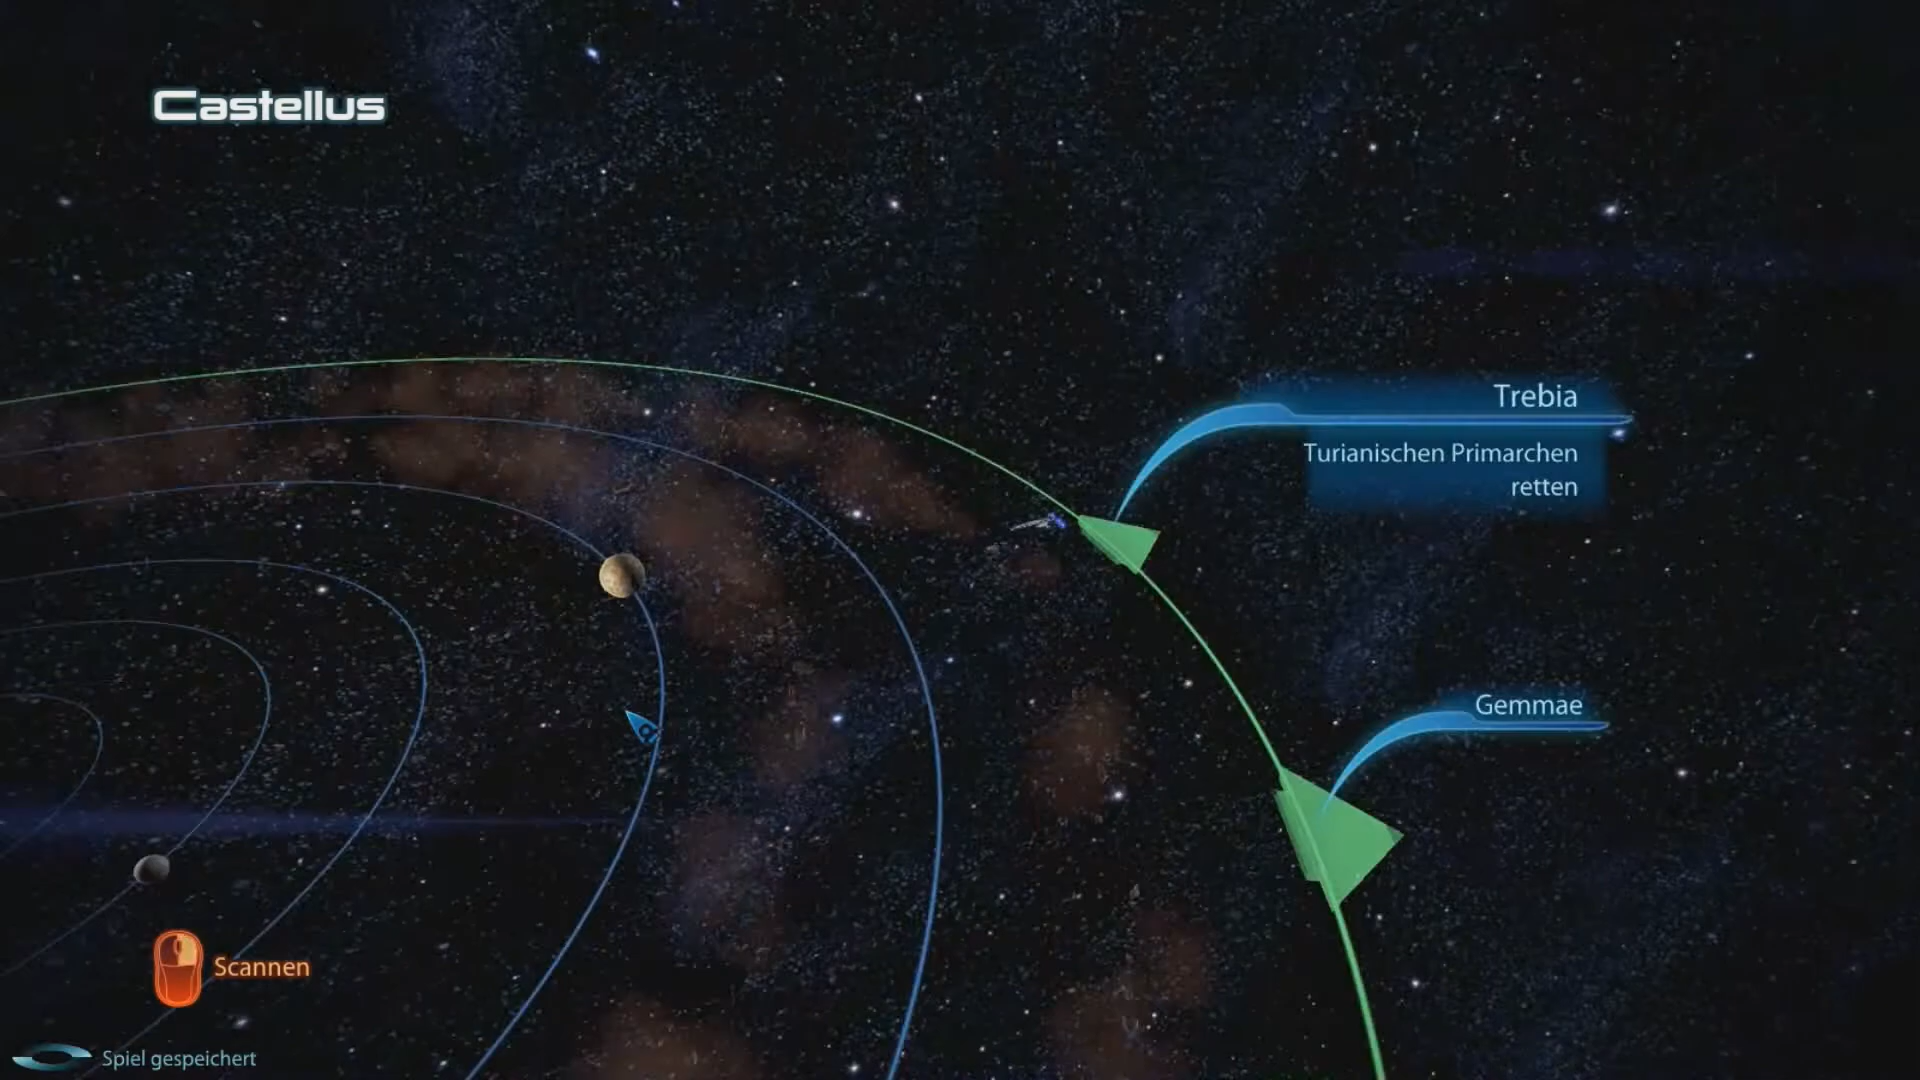 Castellus
Trebia
Turianischen Primarchen
retten
Gemmae
Scannen
Spiel gespeichert